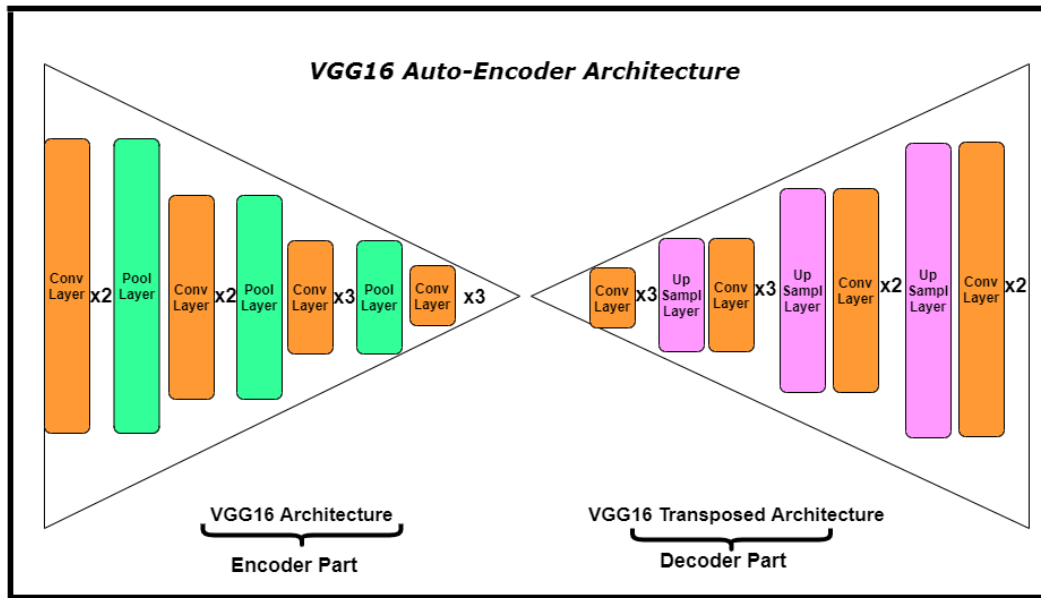 VGG16 Auto-Encoder Architecture
Conv
Layer
x2
Pool
Layer
Conv
Layer
x2
Pool
Layer
Conv
Layer
x3
Pool
Layer
Conv
Layer
x3
Conv
Layer
x3
Up
Sampl
Layer
Conv
Layer
x3
Up
Sampl
Layer
Conv
Layer
x2
Up
Sampl
Layer
Conv
Layer
x2
VGG16 Architecture
Encoder Part
VGG16 Transposed Architecture
Decoder Part